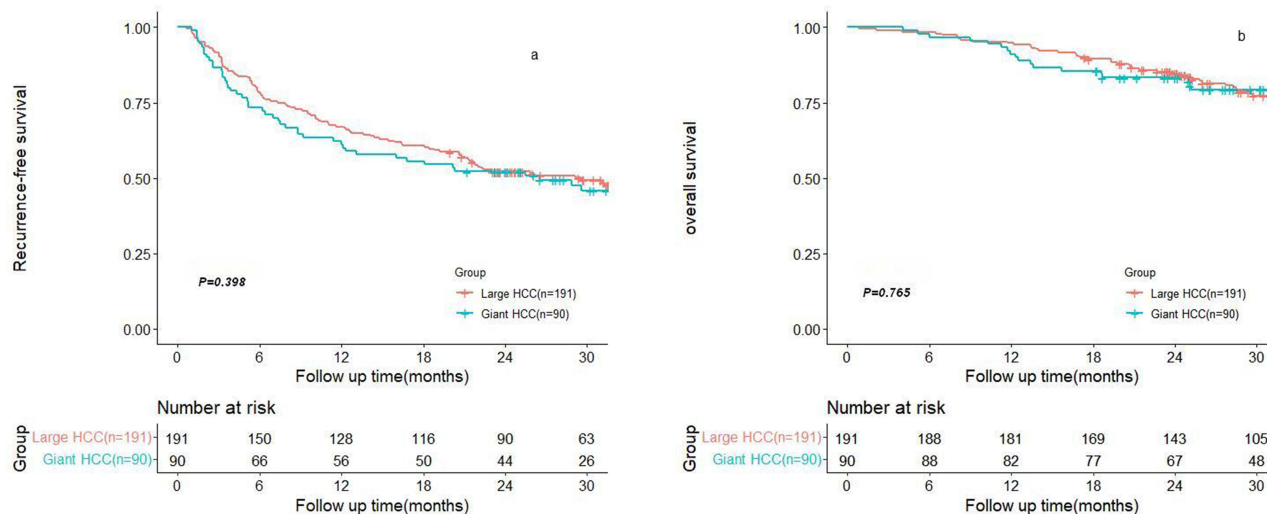 a
Recurrence-free survival
1.00
0.75
0.50
0.25
0.00
P=0.398
Group
Large HCC(n=191)
Giant HCC(n=90)
0 6 12 18 24 30
Follow up time(months)
Number at risk
Group
Large HCC(n=191) 191 150 128 116 90 63
Giant HCC(n=90) 90 66 56 50 44 26
0 6 12 18 24 30
Follow up time(months)
b
overall survival
1.00
0.75
0.50
0.25
0.00
P=0.765
Group
Large HCC(n=191)
Giant HCC(n=90)
0 6 12 18 24 30
Follow up time(months)
Number at risk
Group
Large HCC(n=191) 191 188 181 169 143 105
Giant HCC(n=90) 90 88 82 77 67 48
0 6 12 18 24 30
Follow up time(months)